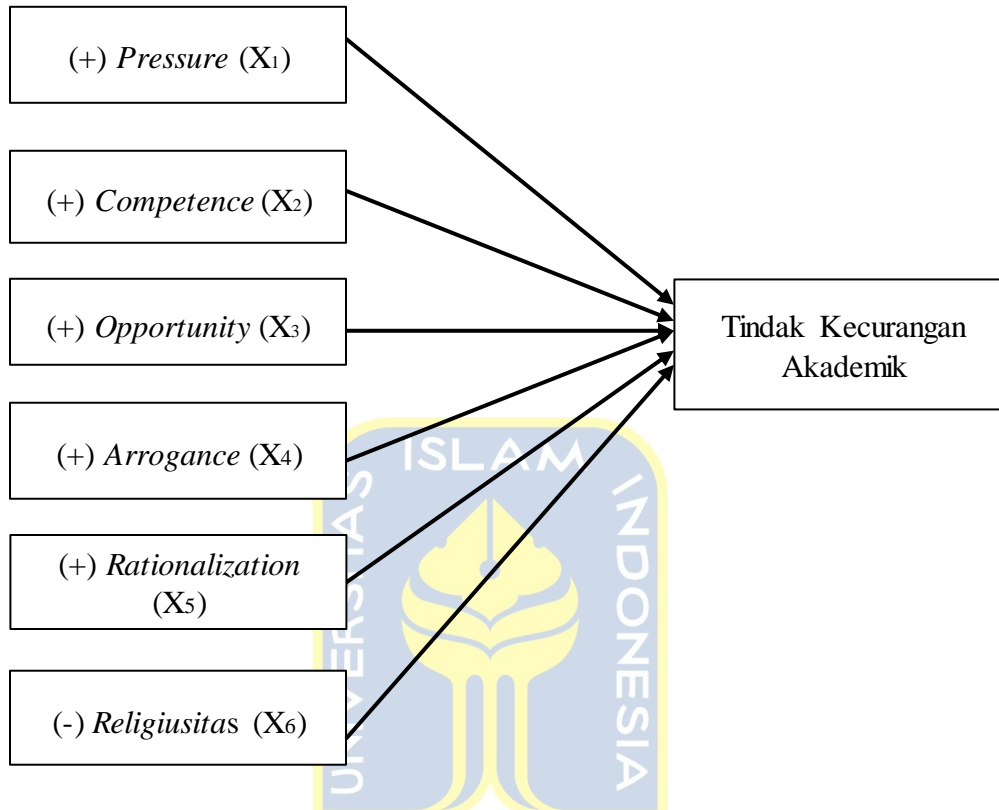 (+) Pressure (X1)
(+) Competence (X2)
(+) Opportunity (X3)
(+) Arrogance (X4)
(+) Rationalization
(X5)
(-) Religiusitas (X6)
Tindak Kecurangan
Akademik
UNIVERSITAS
ISLAM
INDONESIA